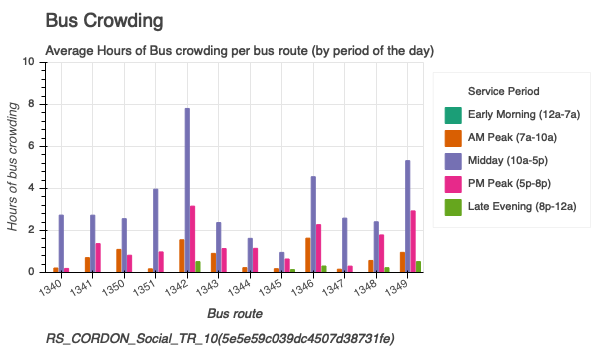 Bus Crowding
Average Hours of Bus crowding per bus route (by period of the day)
10
8
6
4
2
0
Hours of bus crowding
1340
1341
1350
1351
1342
1343
1344
1345
1346
1347
1348
1349
Bus route
Service Period
Early Morning (12a-7a)
AM Peak (7a-10a)
Midday (10a-5p)
PM Peak (5p-8p)
Late Evening (8p-12a)
RS_CORDON_Social_TR_10(5e5e59c039dc4507d38731fe)